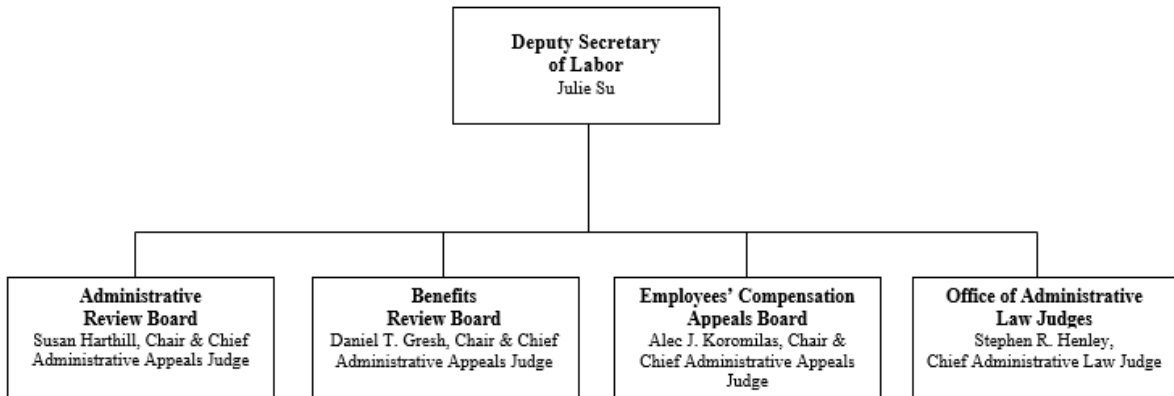 Deputy Secretary
of Labor
Julie Su
Administrative
Review Board
Susan Harthill, Chair & Chief
Administrative Appeals Judge
Benefits
Review Board
Daniel T. Gresh, Chair & Chief
Administrative Appeals Judge
Employees’ Compensation
Appeals Board
Alec J. Koromilas, Chair &
Chief Administrative Appeals
Judge
Office of Administrative
Law Judges
Stephen R. Henley,
Chief Administrative Law Judge